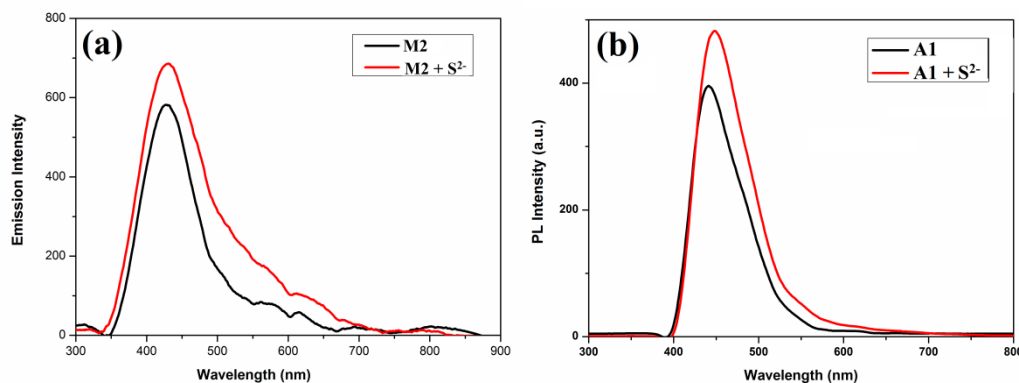 (a)
M2
M2 + S²⁻
Emission Intensity
800
600
400
200
0
300 400 500 600 700 800 900
Wavelength (nm)
(b)
A1
A1 + S²⁻
PL Intensity (a.u.)
400
200
0
300 400 500 600 700 800
Wavelength (nm)